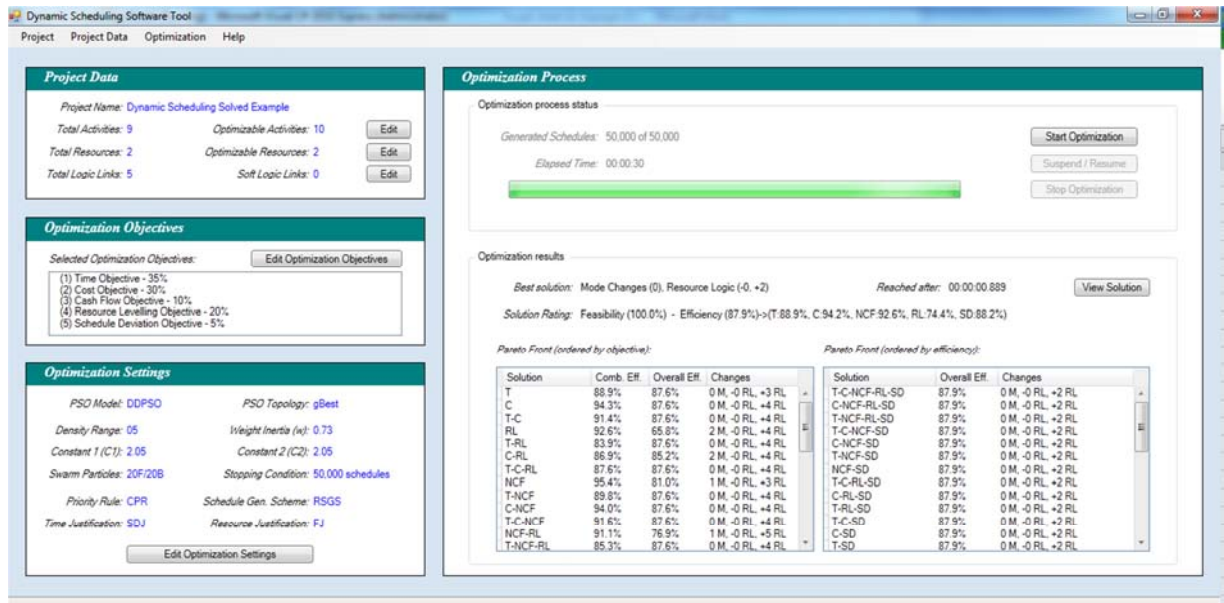 Dynamic Scheduling Software Tool
Project Project Data Optimization Help
Project Data
Project Name: Dynamic Scheduling Solved Example
Total Activities: 9 Optimizable Activities: 10 Edit
Total Resources: 2 Optimizable Resources: 2 Edit
Total Logic Links: 5 Soft Logic Links: 0 Edit
Optimization Objectives
Selected Optimization Objectives: Edit Optimization Objectives
(1) Time Objective - 35%
(2) Cost Objective - 30%
(3) Cash Flow Objective - 10%
(4) Resource Levelling Objective - 20%
(5) Schedule Deviation Objective - 5%
Optimization Settings
PSO Model: DDPSO PSO Topology: gBest
Density Range: 05 Weight Inertia (w): 0.73
Constant 1 (C1): 2.05 Constant 2 (C2): 2.05
Swarm Particles: 20F/20B Stopping Condition: 50,000 schedules
Priority Rule: CPR Schedule Gen. Scheme: RSGS
Time Justification: SDJ Resource Justification: FJ
Edit Optimization Settings
Optimization Process
Optimization process status
Generated Schedules: 50,000 of 50,000 Start Optimization
Elapsed Time: 00:00:30 Suspend / Resume
Stop Optimization
Optimization results
Best solution: Mode Changes (0), Resource Logic (-0, +2) Reached after: 00:00:00.889 View Solution
Solution Rating: Feasibility (100.0%) - Efficiency (87.9%)->(T:88.9%, C:94.2%, NCF:92.6%, RL:74.4%, SD:88.2%)
Pareto Front (ordered by objective):
Solution Comb. Eff. Overall Eff. Changes
T 88.9% 87.6% 0 M, -0 RL, +3 RL
C 94.3% 87.6% 0 M, -0 RL, +4 RL
T-C 91.4% 87.6% 0 M, -0 RL, +4 RL
RL 92.6% 65.8% 2 M, -0 RL, +4 RL
T-RL 83.9% 87.6% 0 M, -0 RL, +4 RL
C-RL 86.9% 85.2% 2 M, -0 RL, +4 RL
T-C-RL 87.6% 87.6% 0 M, -0 RL, +4 RL
NCF 95.4% 81.0% 1 M, -0 RL, +3 RL
T-NCF 89.8% 87.6% 0 M, -0 RL, +4 RL
C-NCF 94.0% 87.6% 0 M, -0 RL, +4 RL
T-C-NCF 91.6% 87.6% 0 M, -0 RL, +4 RL
NCF-RL 91.1% 76.9% 1 M, -0 RL, +5 RL
T-NCF-RL 85.3% 87.6% 0 M, -0 RL, +4 RL
Pareto Front (ordered by efficiency):
Solution Overall Eff. Changes
T-C-NCF-RL-SD 87.9% 0 M, -0 RL, +2 RL
C-NCF-RL-SD 87.9% 0 M, -0 RL, +2 RL
T-NCF-RL-SD 87.9% 0 M, -0 RL, +2 RL
T-C-NCF-SD 87.9% 0 M, -0 RL, +2 RL
C-NCF-SD 87.9% 0 M, -0 RL, +2 RL
T-NCF-SD 87.9% 0 M, -0 RL, +2 RL
NCF-SD 87.9% 0 M, -0 RL, +2 RL
T-C-RL-SD 87.9% 0 M, -0 RL, +2 RL
C-RL-SD 87.9% 0 M, -0 RL, +2 RL
T-RL-SD 87.9% 0 M, -0 RL, +2 RL
T-C-SD 87.9% 0 M, -0 RL, +2 RL
C-SD 87.9% 0 M, -0 RL, +2 RL
T-SD 87.9% 0 M, -0 RL, +2 RL